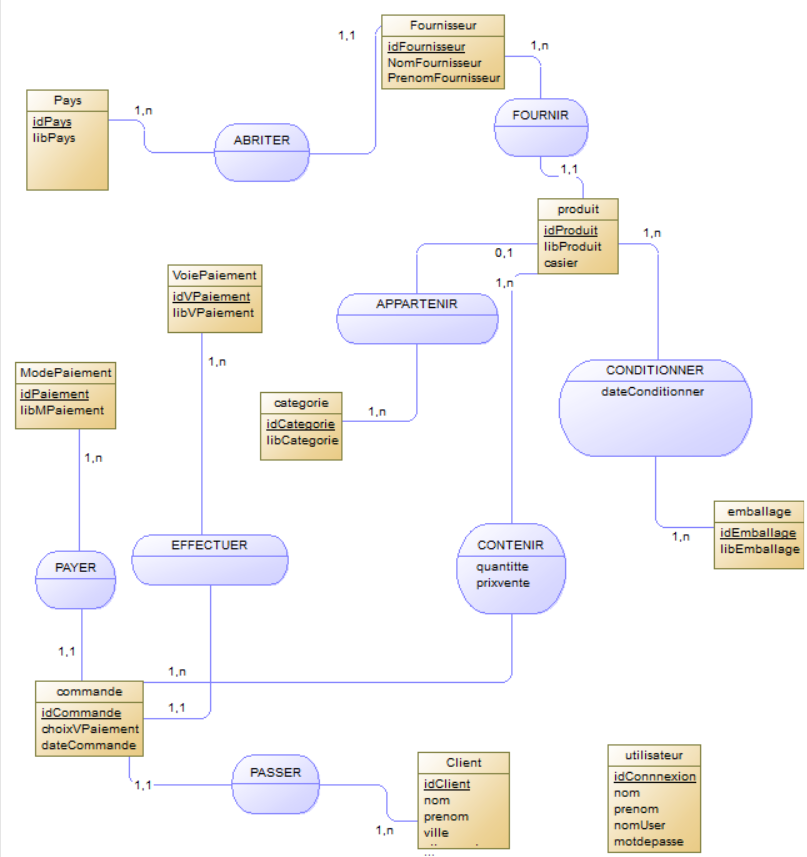 Fournisseur
idFournisseur
NomFournisseur
PrenomFournisseur
1,1
1,n
Pays
idPays
libPays
1,n
ABRITER
FOURNIR
1,1
produit
idProduit
libProduit
casier
0,1
1,n
1,n
VoiePaiement
idVPaiement
libVPaiement
1,n
APPARTENIR
ModePaiement
idPaiement
libMPaiement
1,n
categorie
idCategorie
libCategorie
1,n
CONDITIONNER
dateConditionner
emballage
idEmballage
libEmballage
1,n
PAYER
EFFECTUER
CONTENIR
quantitte
prixvente
1,1
1,n
1,1
commande
idCommande
choixVPaiement
dateCommande
1,1
PASSER
1,n
Client
idClient
nom
prenom
ville
...
utilisateur
idConnnexion
nom
prenom
nomUser
motdepasse